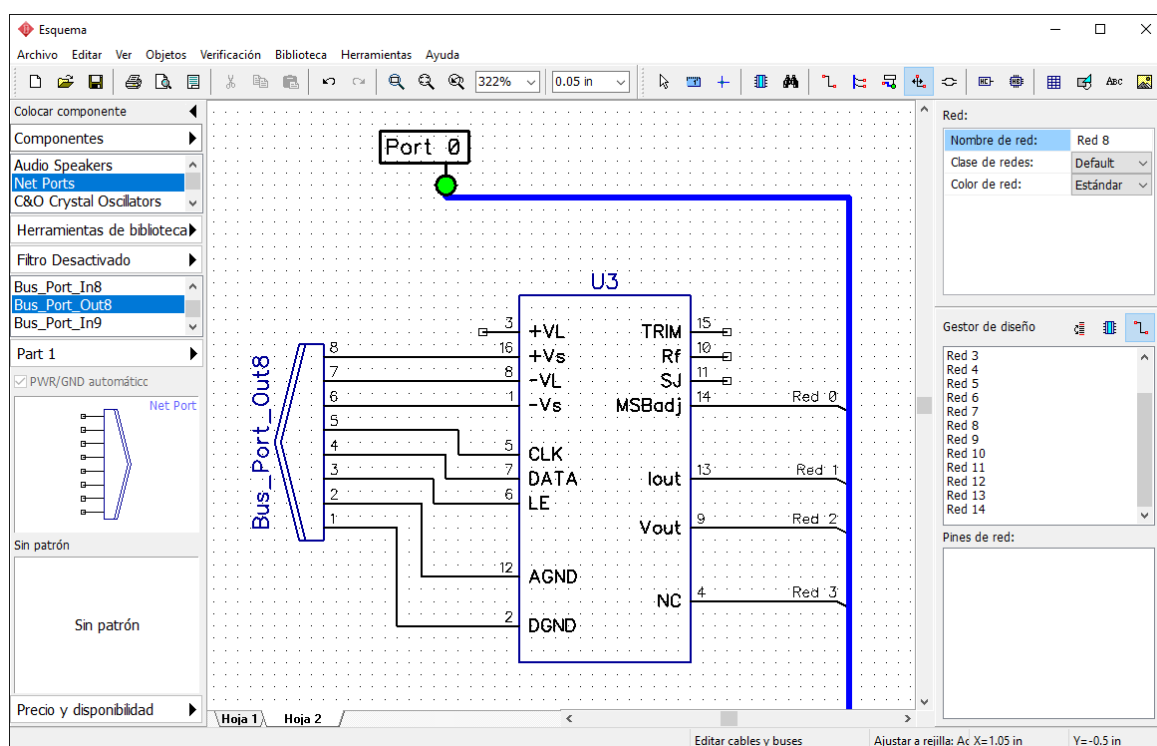 Esquema
Archivo Editar Ver Objetos Verificación Biblioteca Herramientas Ayuda
322% 0.05 in ABC
Colocar componente
Componentes
Audio Speakers
Net Ports
C&O Crystal Oscillators
Herramientas de biblioteca
Filtro Desactivado
Bus_Port_In8
Bus_Port_Out8
Bus_Port_In9
Part 1
PWR/GND automáticc
Net Port
Sin patrón
Sin patrón
Precio y disponibilidad
Port 0
U3
Bus_Port_Out8
8
7
6
5
4
3
2
1
3 +VL
16 +Vs
8 -VL
1 -Vs
5 CLK
7 DATA
6 LE
12 AGND
2 DGND
TRIM 15
Rf 10
SJ 11
MSBadj 14 Red 0
Iout 13 Red 1
Vout 9 Red 2
NC 4 Red 3
Hoja 1 Hoja 2
Red:
Nombre de red: Red 8
Clase de redes: Default
Color de red: Estándar
Gestor de diseño
Red 3
Red 4
Red 5
Red 6
Red 7
Red 8
Red 9
Red 10
Red 11
Red 12
Red 13
Red 14
Pines de red:
Editar cables y buses Ajustar a rejilla: Ac X=1.05 in Y=-0.5 in